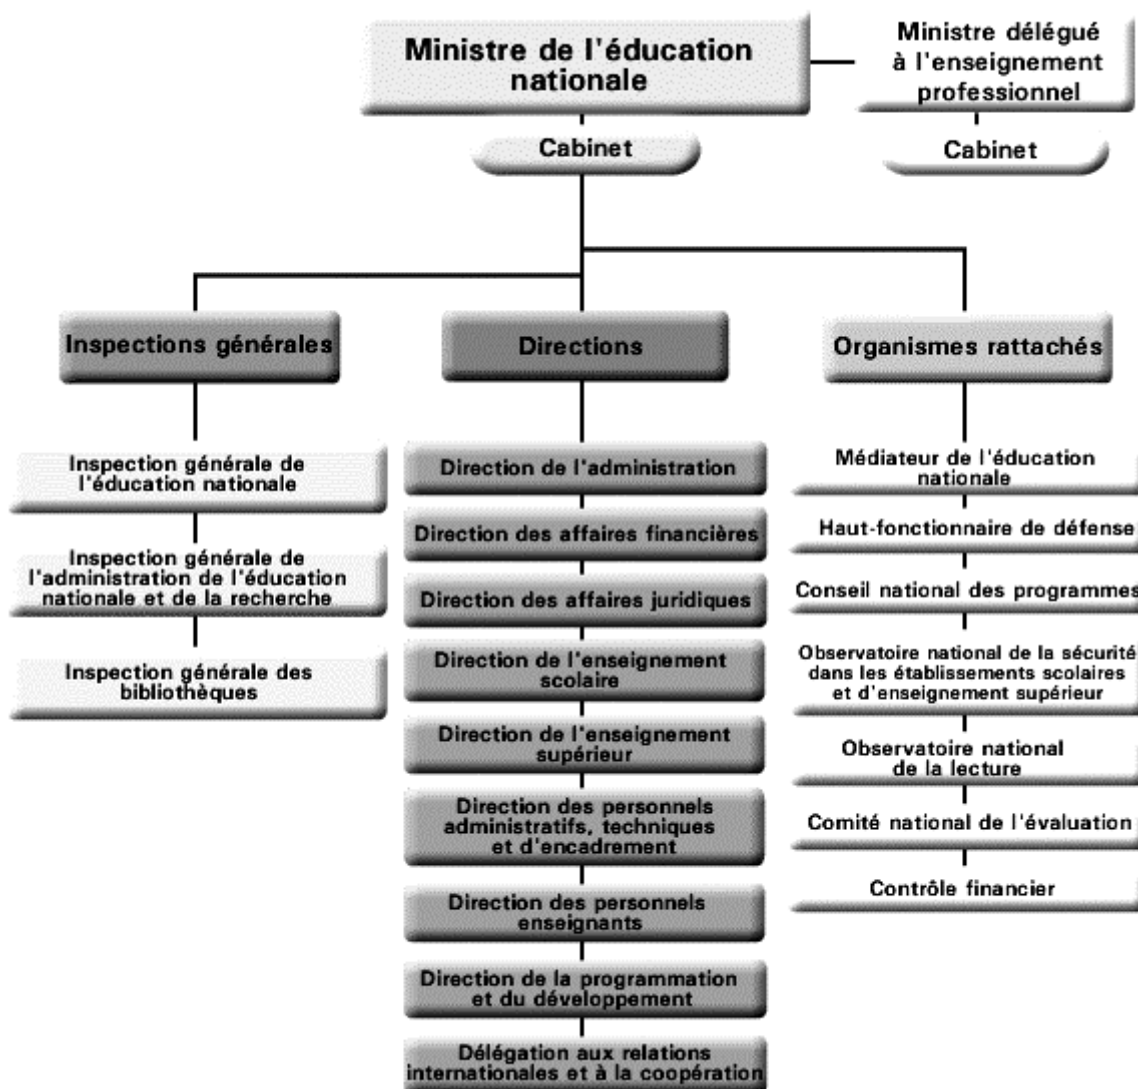 Ministre de l'éducation
nationale
Ministre délégué
à l'enseignement
professionnel
Cabinet
Cabinet
Inspections générales
Inspection générale de
l'éducation nationale
Inspection générale de
l'administration de l'éducation
nationale et de la recherche
Inspection générale des
bibliothèques
Directions
Direction de l'administration
Direction des affaires financières
Direction des affaires juridiques
Direction de l'enseignement
scolaire
Direction de l'enseignement
supérieur
Direction des personnels
administratifs, techniques
et d'encadrement
Direction des personnels
enseignants
Direction de la programmation
et du développement
Délégation aux relations
internationales et à la coopération
Organismes rattachés
Médiateur de l'éducation
nationale
Haut-fonctionnaire de défense
Conseil national des programmes
Observatoire national de la sécurité
dans les établissements scolaires
et d'enseignement supérieur
Observatoire national
de la lecture
Comité national de l'évaluation
Contrôle financier